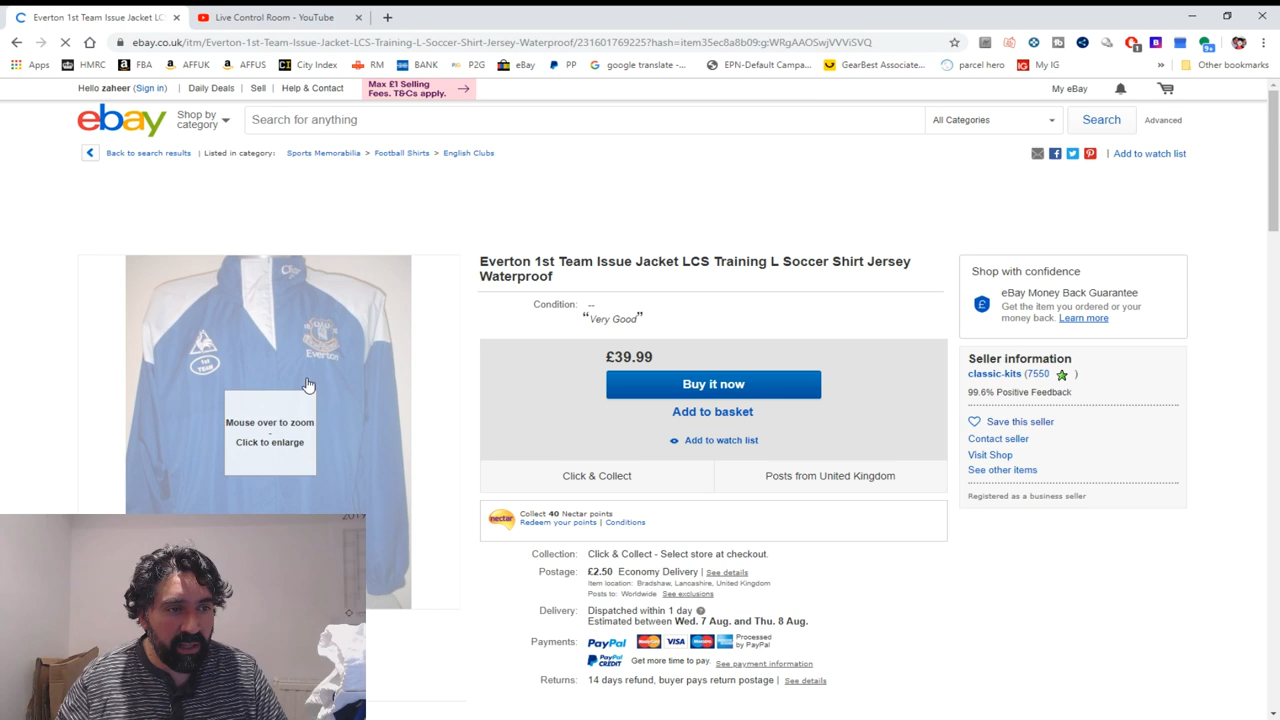 Everton 1st Team Issue Jacket LC
Live Control Room - YouTube
ebay.co.uk/itm/Everton-1st-Team-Issue-Jacket-LCS-Training-L-Soccer-Shirt-Jersey-Waterproof/231601769225?hash=item35ec8a8b09:g:WRgAAOSwjVVViSVQ
Apps HMRC FBA AFFUK AFFUS City Index RM BANK P2G eBay PP google translate - ... EPN-Default Campa... GearBest Associate... parcel hero My IG » Other bookmarks
Hello zaheer (Sign in) Daily Deals Sell Help & Contact Max £1 Selling Fees. T&Cs apply. My eBay
ebay Shop by category Search for anything All Categories Search Advanced
Back to search results | Listed in category: Sports Memorabilia > Football Shirts > English Clubs | Add to watch list
Everton 1st Team Issue Jacket LCS Training L Soccer Shirt Jersey
Waterproof
Condition: --
“Very Good”
£39.99
Buy it now
Add to basket
Add to watch list
Click & Collect Posts from United Kingdom
nectar Collect 40 Nectar points
Redeem your points | Conditions
Collection: Click & Collect - Select store at checkout.
Postage: £2.50 Economy Delivery | See details
Item location: Bradshaw, Lancashire, United Kingdom
Posts to: Worldwide See exclusions
Delivery: Dispatched within 1 day
Estimated between Wed. 7 Aug. and Thu. 8 Aug.
Payments: PayPal VISA Processed by PayPal
PayPal CREDIT Get more time to pay. See payment information
Returns: 14 days refund, buyer pays return postage | See details
Shop with confidence
eBay Money Back Guarantee
Get the item you ordered or your
money back. Learn more
Seller information
classic-kits (7550 )
99.6% Positive Feedback
Save this seller
Contact seller
Visit Shop
See other items
Registered as a business seller
1st
TEAM
Everton
Mouse over to zoom
-
Click to enlarge